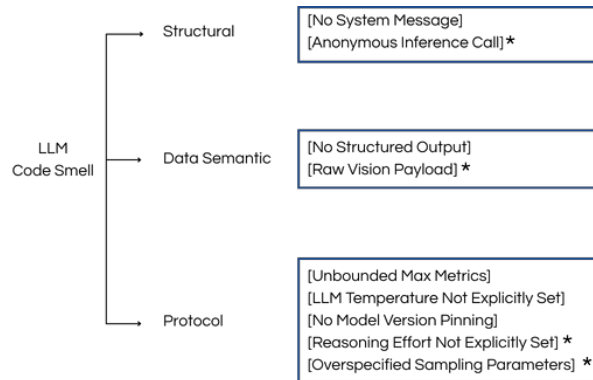 LLM
Code Smell
Structural
[No System Message]
[Anonymous Inference Call] *
Data Semantic
[No Structured Output]
[Raw Vision Payload] *
Protocol
[Unbounded Max Metrics]
[LLM Temperature Not Explicitly Set]
[No Model Version Pinning]
[Reasoning Effort Not Explicitly Set] *
[Overspecified Sampling Parameters] *